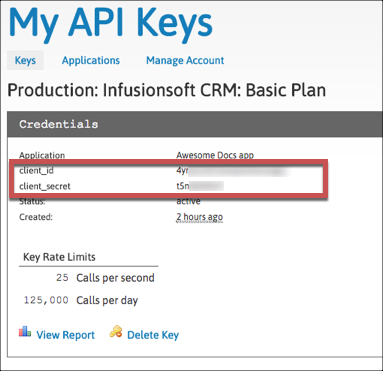 My API Keys
Keys Applications Manage Account
Production: Infusionsoft CRM: Basic Plan
Credentials
Application Awesome Docs app
client_id 4yr
client_secret t5n
Status: active
Created: 2 hours ago
Key Rate Limits
25 Calls per second
125,000 Calls per day
View Report Delete Key